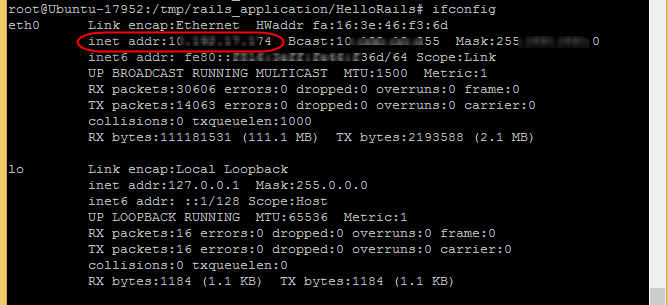 root@Ubuntu-17952:/tmp/rails_application/HelloRails# ifconfig
eth0 Link encap:Ethernet HWaddr fa:16:3e:46:f3:6d
inet addr:10 74 Bcast:10 55 Mask:255 0
inet6 addr: fe80:: 36d/64 Scope:Link
UP BROADCAST RUNNING MULTICAST MTU:1500 Metric:1
RX packets:30606 errors:0 dropped:0 overruns:0 frame:0
TX packets:14063 errors:0 dropped:0 overruns:0 carrier:0
collisions:0 txqueuelen:1000
RX bytes:111181531 (111.1 MB) TX bytes:2193588 (2.1 MB)
lo Link encap:Local Loopback
inet addr:127.0.0.1 Mask:255.0.0.0
inet6 addr: ::1/128 Scope:Host
UP LOOPBACK RUNNING MTU:65536 Metric:1
RX packets:16 errors:0 dropped:0 overruns:0 frame:0
TX packets:16 errors:0 dropped:0 overruns:0 carrier:0
collisions:0 txqueuelen:0
RX bytes:1184 (1.1 KB) TX bytes:1184 (1.1 KB)